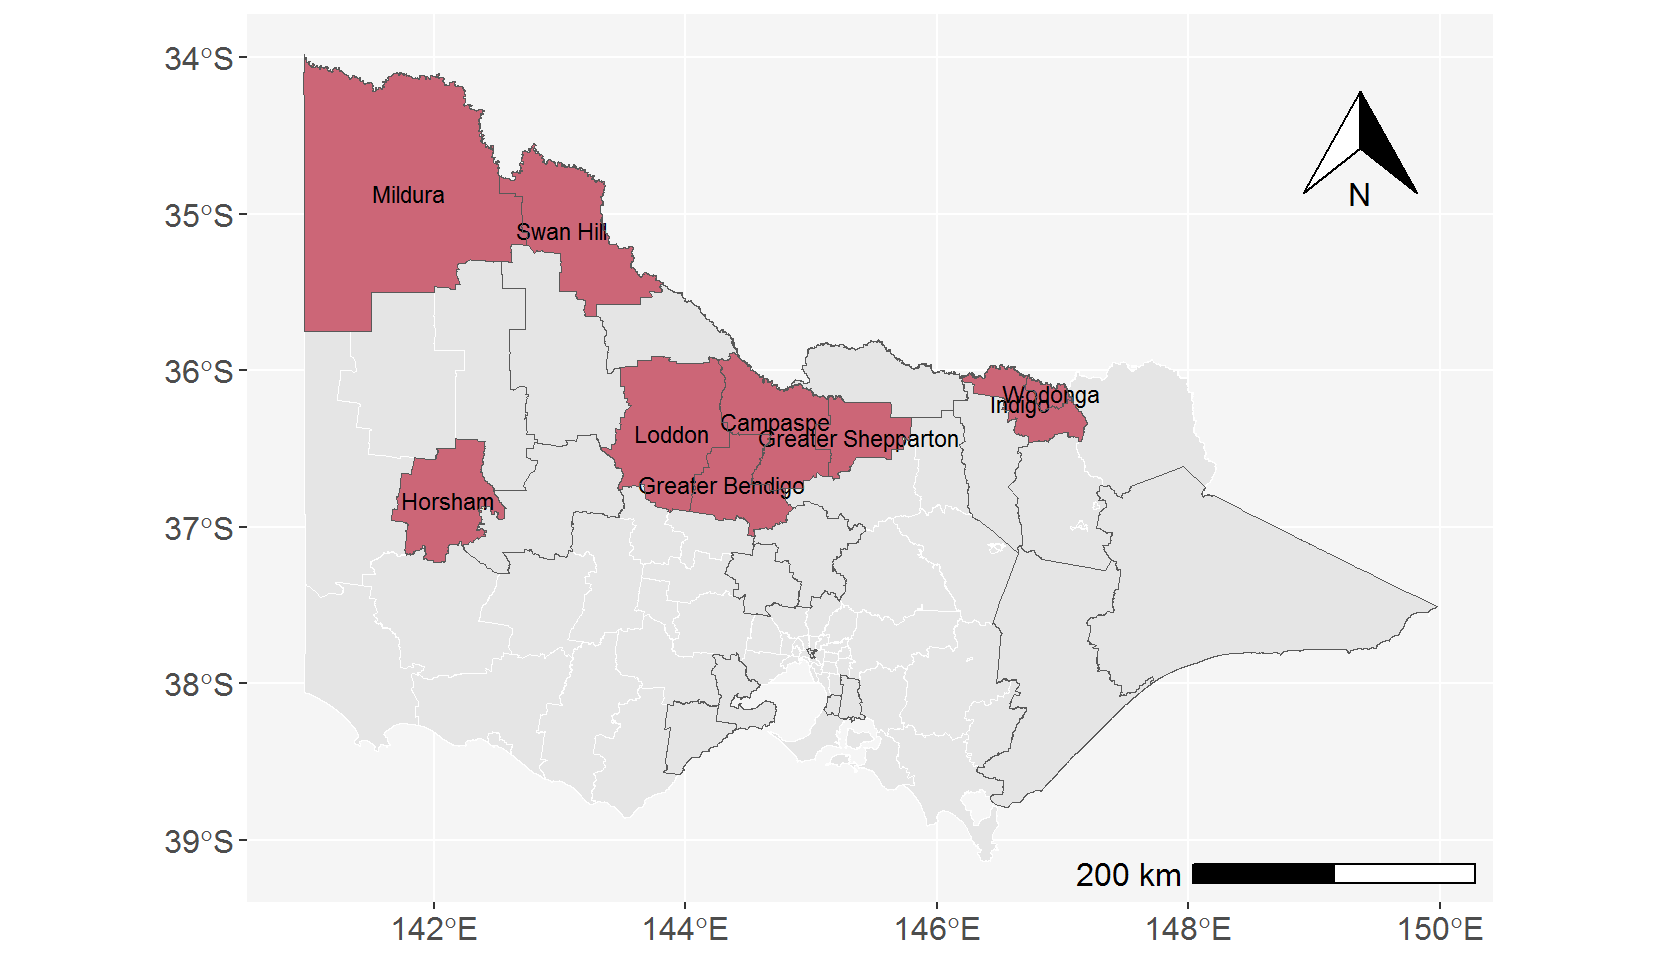 34°S
35°S
36°S
37°S
38°S
39°S
Mildura
Swan Hill
Wodonga
Indigo
Campaspe
Loddon
Greater Shepparton
Greater Bendigo
Horsham
N
200 km
142°E
144°E
146°E
148°E
150°E